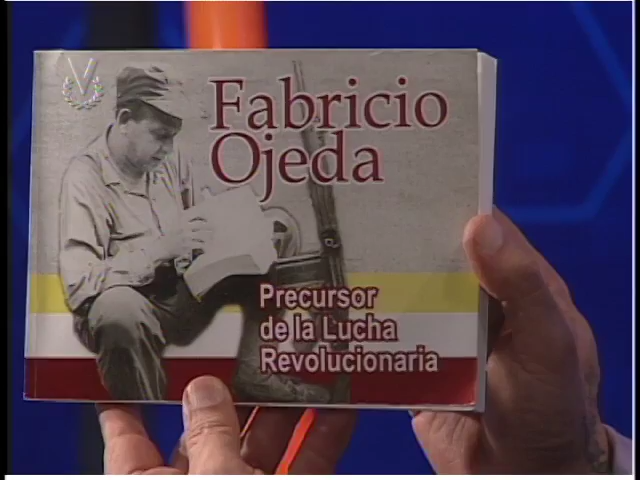 V
Fabricio
Ojeda
Precursor
de la Lucha
Revolucionaria